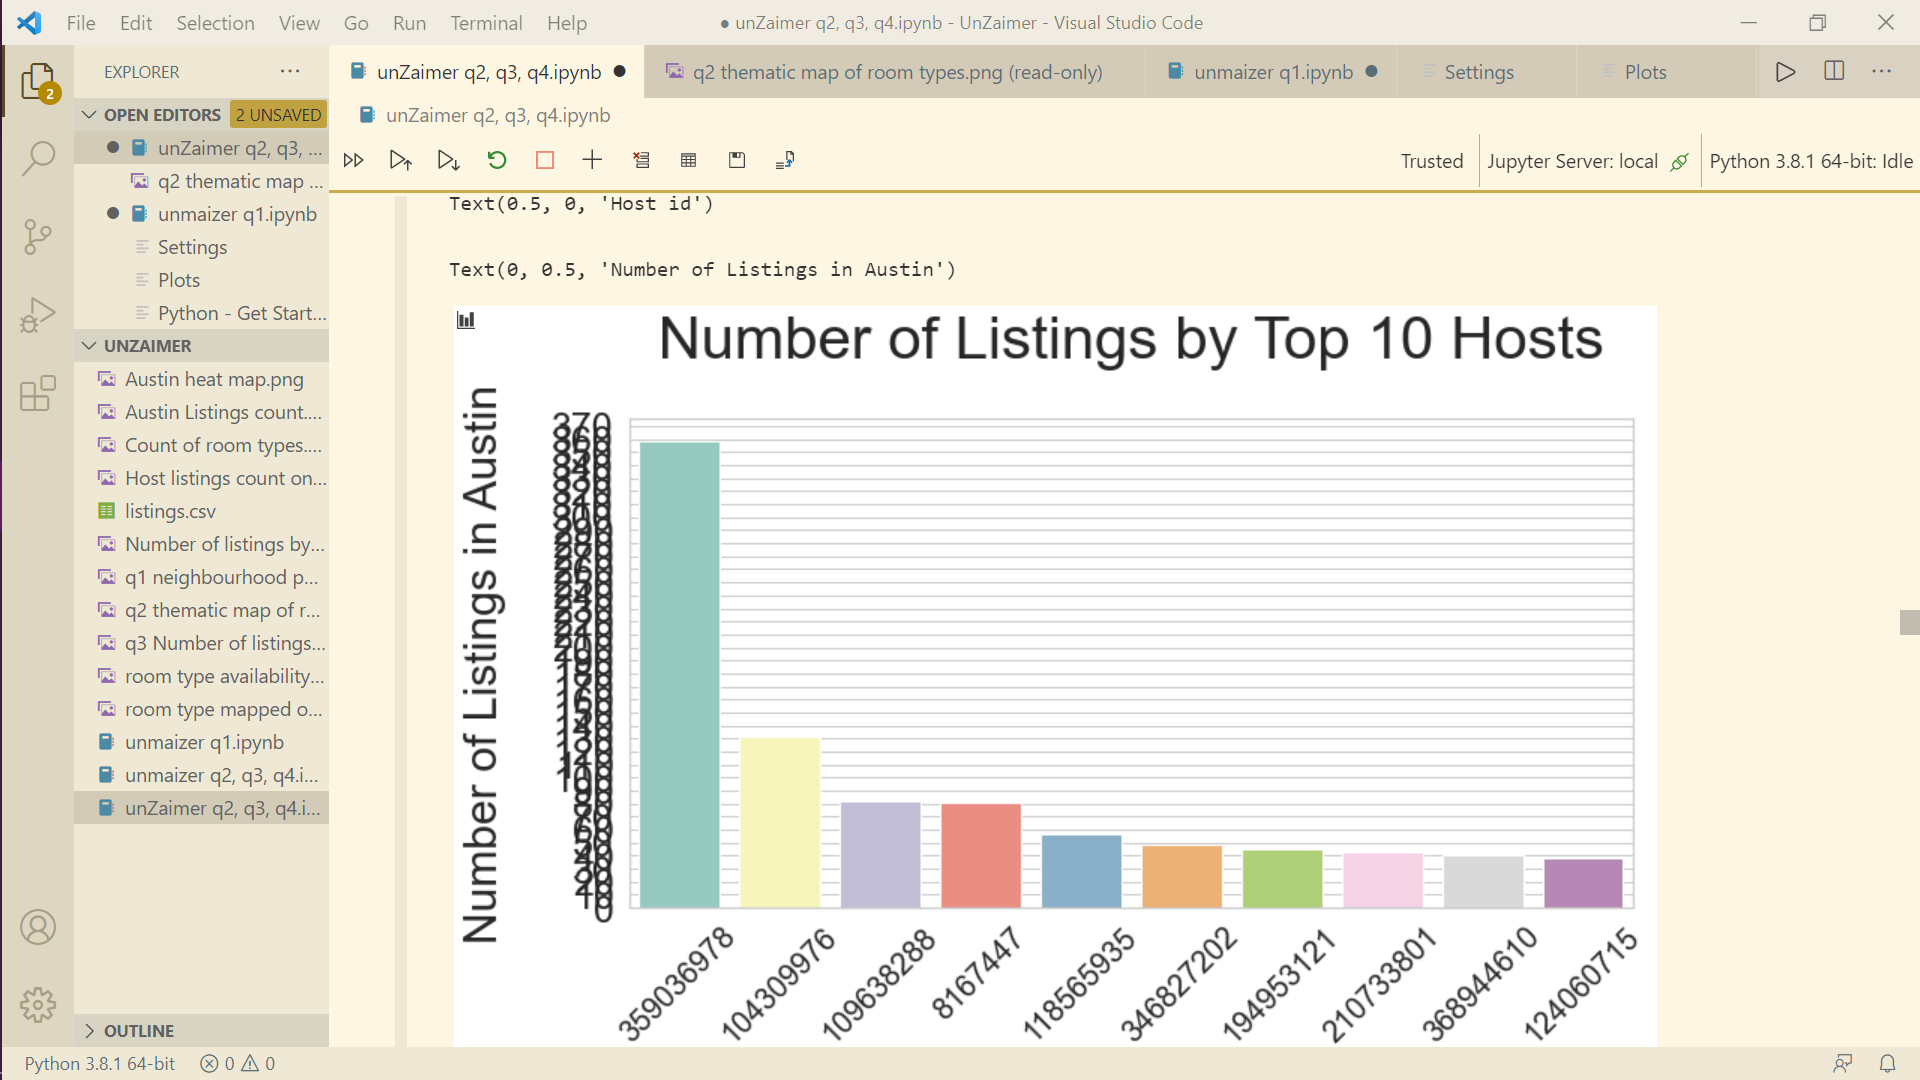 File Edit Selection View Go Run Terminal Help
● unZaimer q2, q3, q4.ipynb - UnZaimer - Visual Studio Code
EXPLORER
unZaimer q2, q3, q4.ipynb
q2 thematic map of room types.png (read-only)
unmaizer q1.ipynb
Settings
Plots
2
OPEN EDITORS 2 UNSAVED
unZaimer q2, q3, q4.ipynb
unZaimer q2, q3, ...
q2 thematic map ...
unmaizer q1.ipynb
Settings
Plots
Python - Get Start...
Trusted
Jupyter Server: local
Python 3.8.1 64-bit: Idle
UNZAIMER
Austin heat map.png
Austin Listings count....
Count of room types....
Host listings count on...
listings.csv
Number of listings by...
q1 neighbourhood p...
q2 thematic map of r...
q3 Number of listings...
room type availability...
room type mapped o...
unmaizer q1.ipynb
unmaizer q2, q3, q4.i...
unZaimer q2, q3, q4.i...
OUTLINE
Text(0.5, 0, 'Host id')
Text(0, 0.5, 'Number of Listings in Austin')
Number of Listings by Top 10 Hosts
Number of Listings in Austin
370
0
359036978
104309976
109638288
8167447
118565935
346827202
194953121
210733801
368944610
124060715
Python 3.8.1 64-bit
0
0